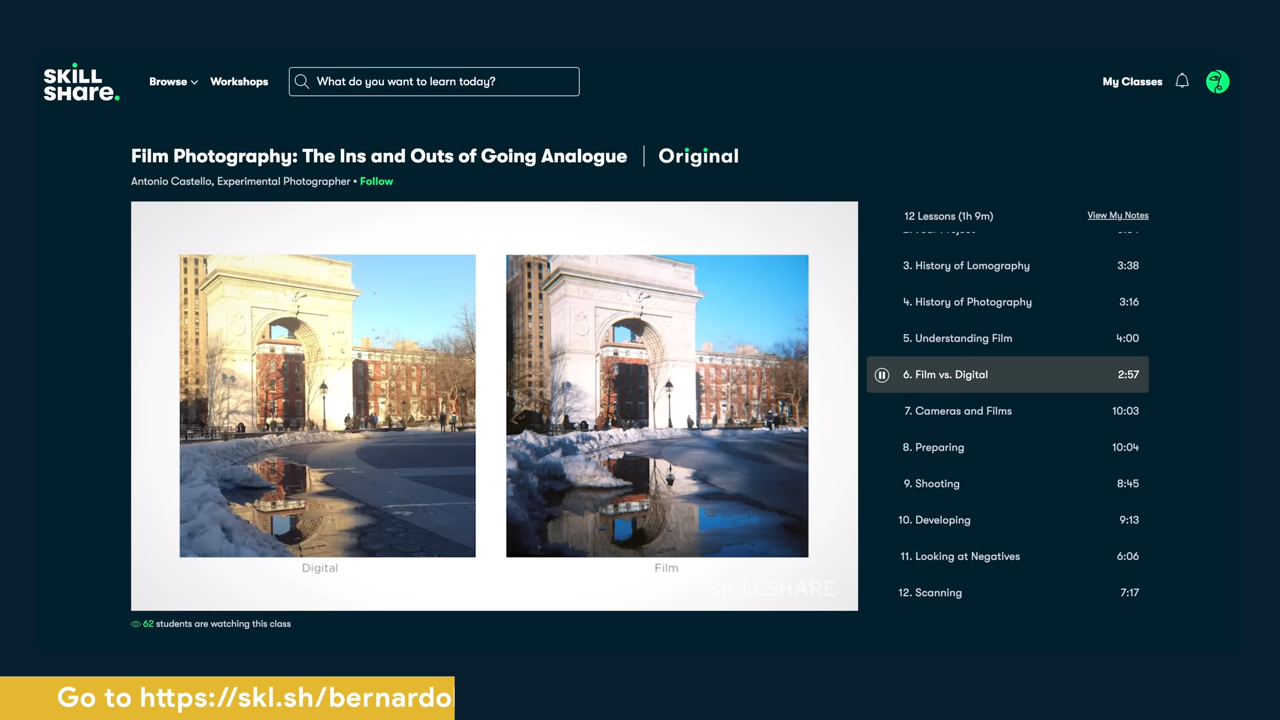 SKILL
SHare.
Browse
Workshops
What do you want to learn today?
My Classes
Film Photography: The Ins and Outs of Going Analogue
Original
Antonio Castello, Experimental Photographer • Follow
12 Lessons (1h 9m)
View My Notes
3. History of Lomography 3:38
4. History of Photography 3:16
5. Understanding Film 4:00
6. Film vs. Digital 2:57
7. Cameras and Films 10:03
8. Preparing 10:04
9. Shooting 8:45
10. Developing 9:13
11. Looking at Negatives 6:06
12. Scanning 7:17
Digital
Film
SKILLSHARE
62 students are watching this class
Go to https://skl.sh/bernardo